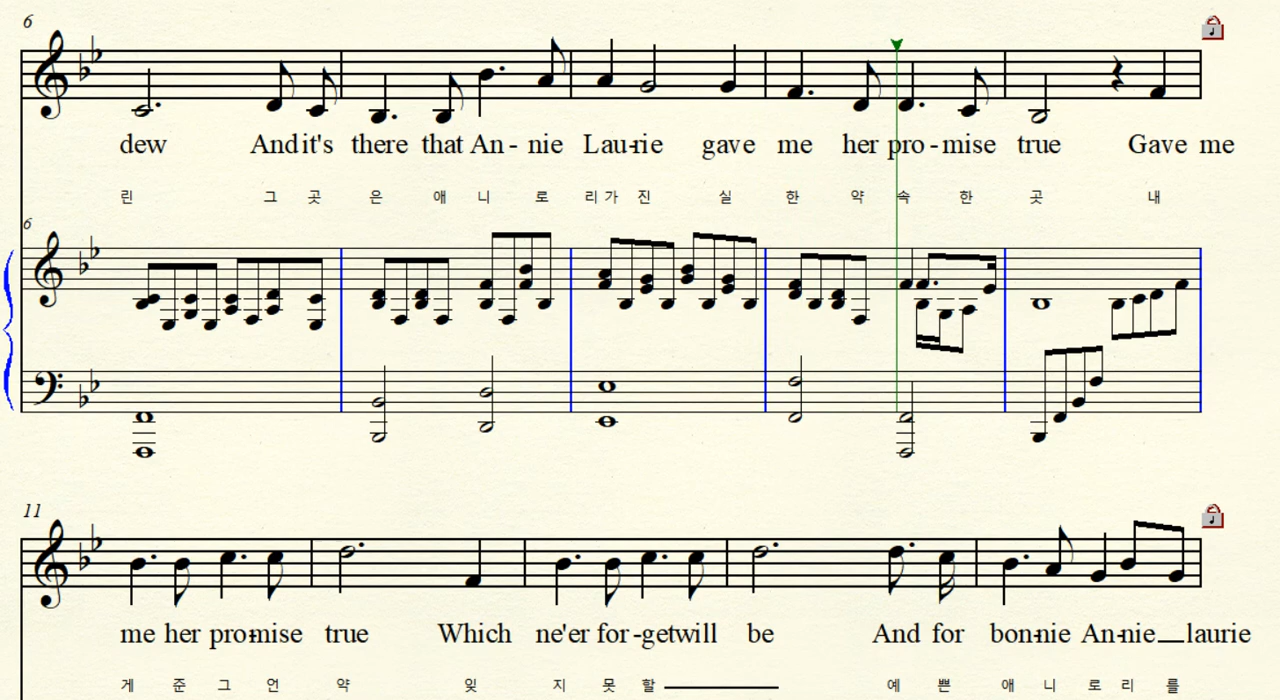 6
dew And it's there that An - nie Lau - rie gave me her pro - mise true Gave me
린 그 곳 은 애 니 로 리 가 진 실 한 약 속 한 곳 내
6
11
me her pro - mise true Which ne'er for - get will be And for bon - nie An - nie laurie
게 준 그 언 약 잊 지 못 할 예 쁜 애 니 로 리 를